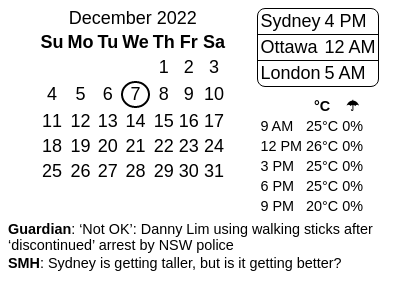 December 2022
Su Mo Tu We Th Fr Sa
1 2 3
4 5 6 7 8 9 10
11 12 13 14 15 16 17
18 19 20 21 22 23 24
25 26 27 28 29 30 31
Sydney 4 PM
Ottawa 12 AM
London 5 AM
°C ☂
9 AM 25°C 0%
12 PM 26°C 0%
3 PM 25°C 0%
6 PM 25°C 0%
9 PM 20°C 0%
Guardian: ‘Not OK’: Danny Lim using walking sticks after
‘discontinued’ arrest by NSW police
SMH: Sydney is getting taller, but is it getting better?